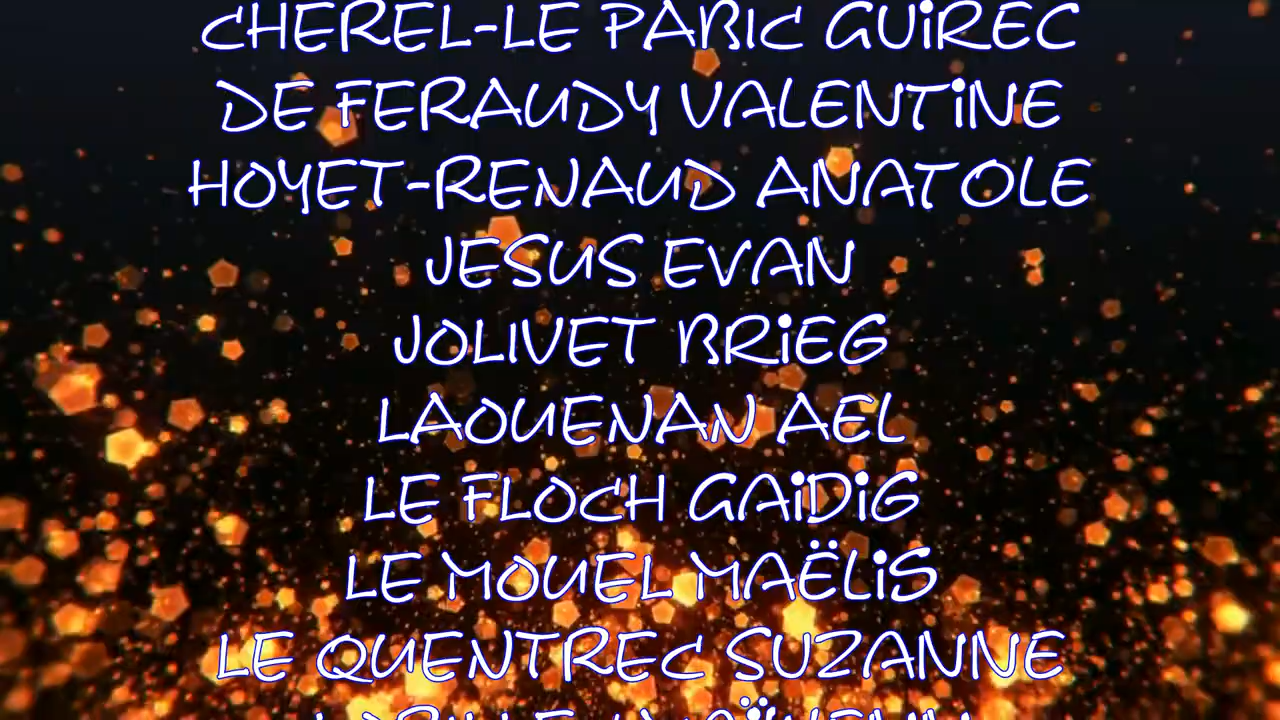 CHEREL-LE PABIC GUiREC
DE FERAUDY VALENTiNE
HOYET-RENAUD ANATOLE
JESUS EVAN
JOLIVET BRiEG
LAOUENAN AEL
LE FLOCH GAiDiG
LE MOUEL MAËLiS
LE QUENTREC SUZANNE